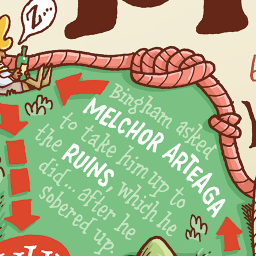 Z...
Bingham asked
MELCHOR ARTEAGA
to take him up to
the RUINS, which he
did... after he
sobered up.